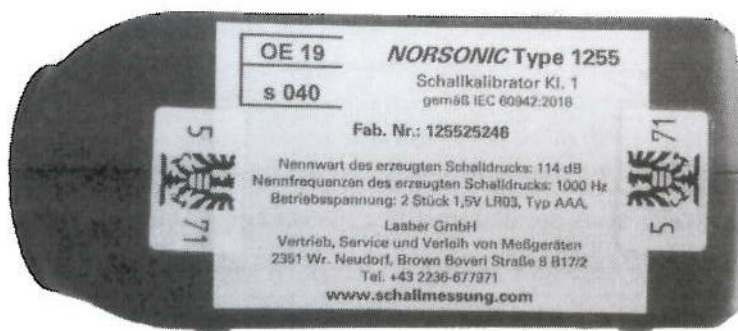 OE 19
s 040
NORSONIC Type 1255
Schallkalibrator Kl. 1
gemäß IEC 60942:2018
Fab. Nr.: 125525246
Nennwert des erzeugten Schalldrucks: 114 dB
Nennfrequenzen des erzeugten Schalldrucks: 1000 Hz
Betriebsspannung: 2 Stück 1,5V LR03, Typ AAA.
Laaber GmbH
Vertrieb, Service und Verleih von Meßgeräten
2351 Wr. Neudorf, Brown Boveri Straße 8 B17/2
Tel. +43 2236-677971
www.schallmessung.com
5 71
5 71